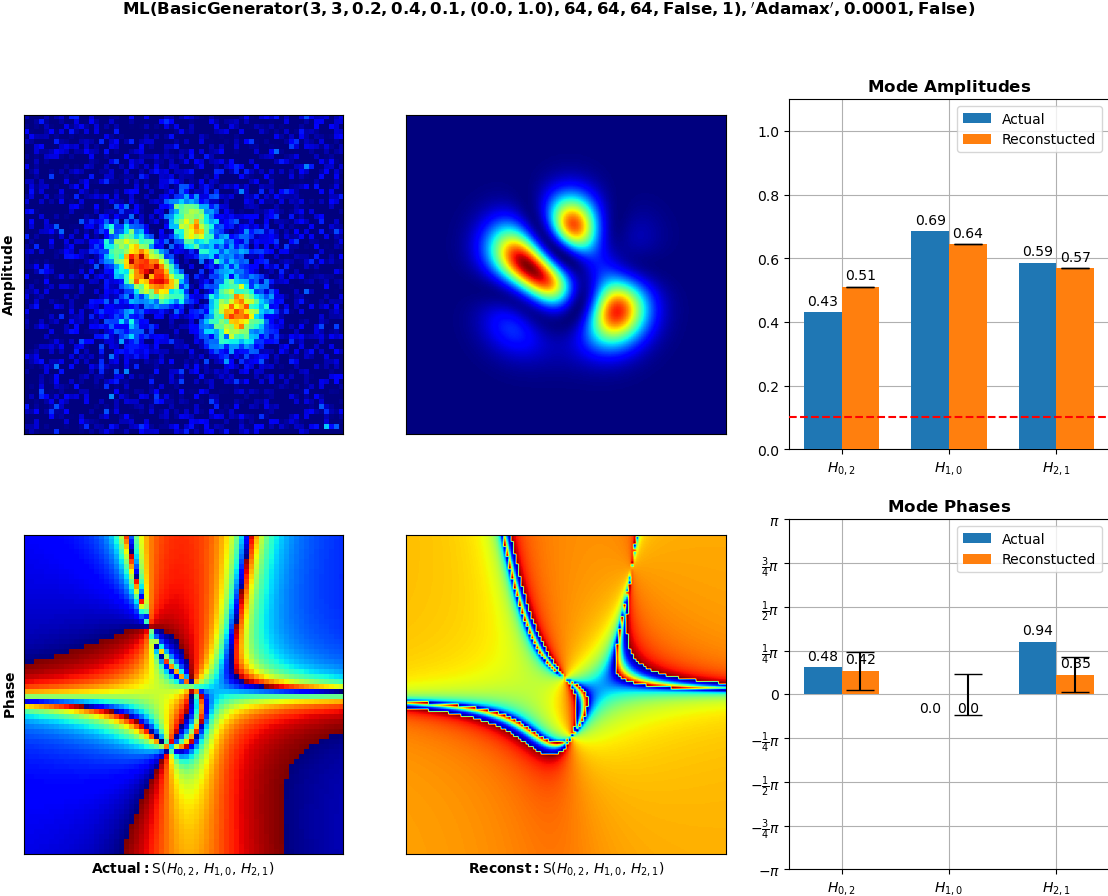 ML(BasicGenerator(3, 3, 0.2, 0.4, 0.1, (0.0, 1.0), 64, 64, 64, False, 1), ′Adamax′, 0.0001, False)
Mode Amplitudes
Actual
Reconstucted
1.0
0.8
0.6
0.4
0.2
0.0
0.43
0.51
0.69
0.64
0.59
0.57
H0, 2
H1, 0
H2, 1
Amplitude
Mode Phases
Actual
Reconstucted
π
3/4π
1/2π
1/4π
0
−1/4π
−1/2π
−3/4π
−π
0.48
0.42
0.0
0.0
0.94
0.35
H0, 2
H1, 0
H2, 1
Phase
Actual: S(H0, 2, H1, 0, H2, 1)
Reconst: S(H0, 2, H1, 0, H2, 1)